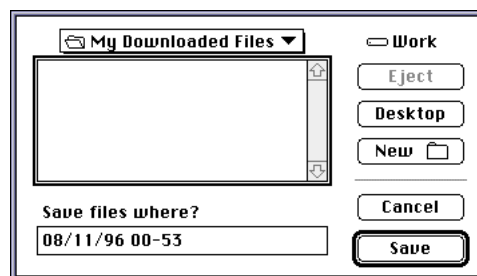 My Downloaded Files
Work
Eject
Desktop
New
Save files where?
Cancel
08/11/96 00-53
Save